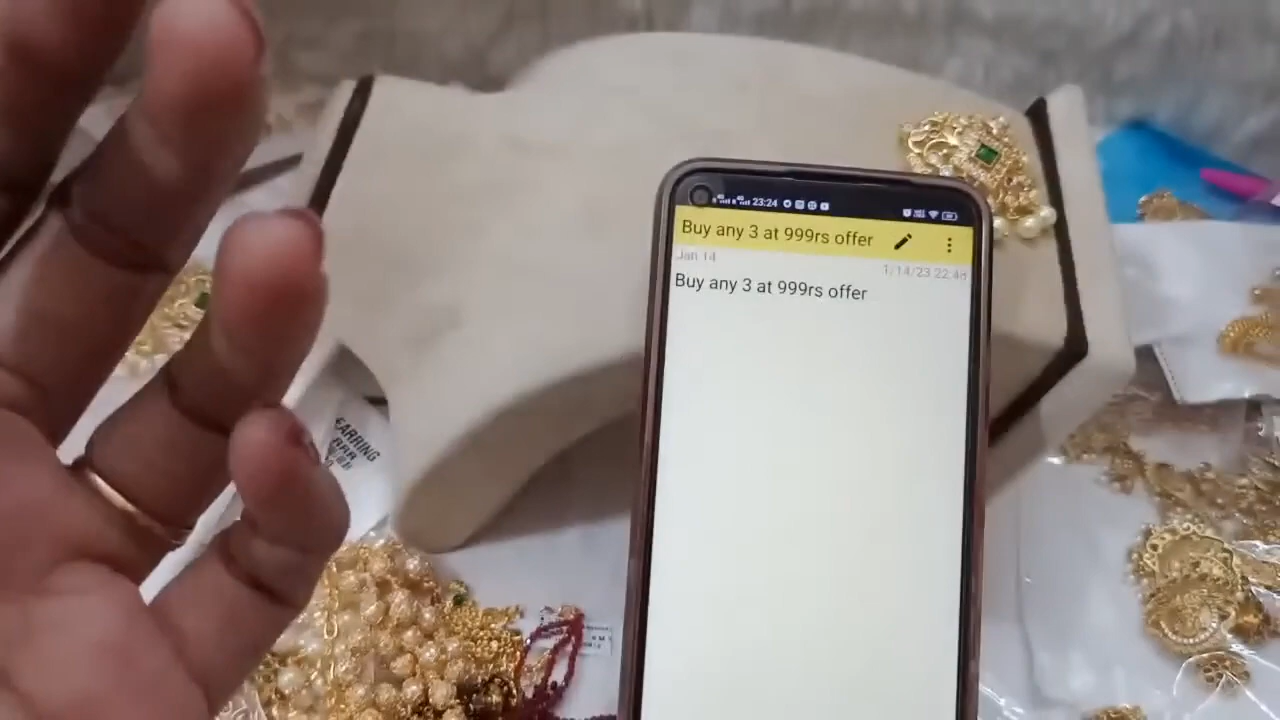 23:24
Buy any 3 at 999rs offer
Jan 14
1/14/23 22:48
Buy any 3 at 999rs offer
EARRING